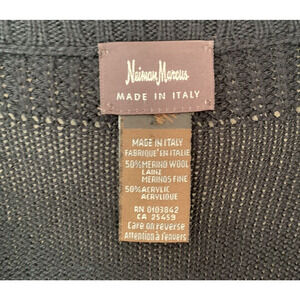 Neiman Marcus
MADE IN ITALY
M
MADE IN ITALY
FABRIQUÉ EN ITALIE
50% MERINO WOOL
LAINE
MERINOS FINE
50% ACRYLIC
ACRYLIQUE
RN 0103842
CA 25459
Care on reverse
Attention à l'envers